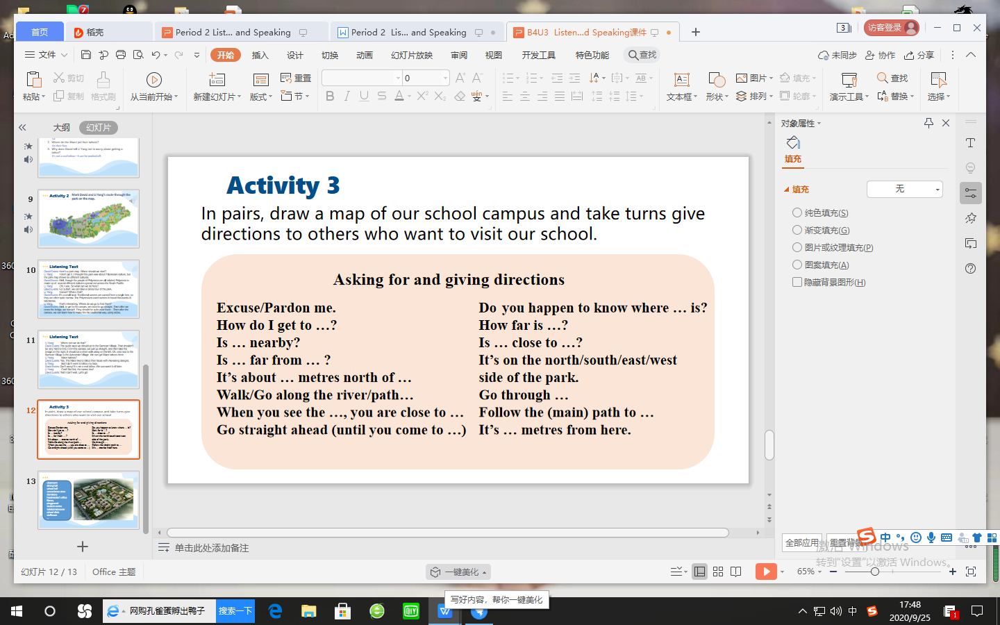 首页
稻壳
Period 2 List... and Speaking
Period 2  Lis... and Speaking
B4U3  Listen...d Speaking课件
3
访客登录
文件
开始
插入
设计
切换
动画
幻灯片放映
审阅
视图
开发工具
特色功能
查找
未同步
协作
分享
粘贴
剪切
复制
格式刷
从当前开始
新建幻灯片
版式
重置
节
0
文本框
形状
图片
排列
填充
轮廓
演示工具
查找
替换
选择
大纲
幻灯片
9
Activity 2 Mark David and Li Yang's route through the park on the map.
10
Listening Text
11
Listening Text
12
13
Activity 3
In pairs, draw a map of our school campus and take turns give
directions to others who want to visit our school.
Asking for and giving directions
Excuse/Pardon me.
How do I get to …?
Is … nearby?
Is … far from … ?
It's about … metres north of …
Walk/Go along the river/path…
When you see the …, you are close to …
Go straight ahead (until you come to …)
Do you happen to know where … is?
How far is …?
Is … close to …?
It's on the north/south/east/west
side of the park.
Go through …
Follow the (main) path to …
It's … metres from here.
对象属性
填充
填充
无
纯色填充(S)
渐变填充(G)
图片或纹理填充(P)
图案填充(A)
隐藏背景图形(H)
全部应用
重置背景
中
激活 Windows
转到"设置"以激活 Windows。
单击此处添加备注
幻灯片 12 / 13
Office 主题
一键美化
65%
写好内容，帮你一键美化
网购孔雀蛋孵出鸭子
搜索一下
中
17:48
2020/9/25
1